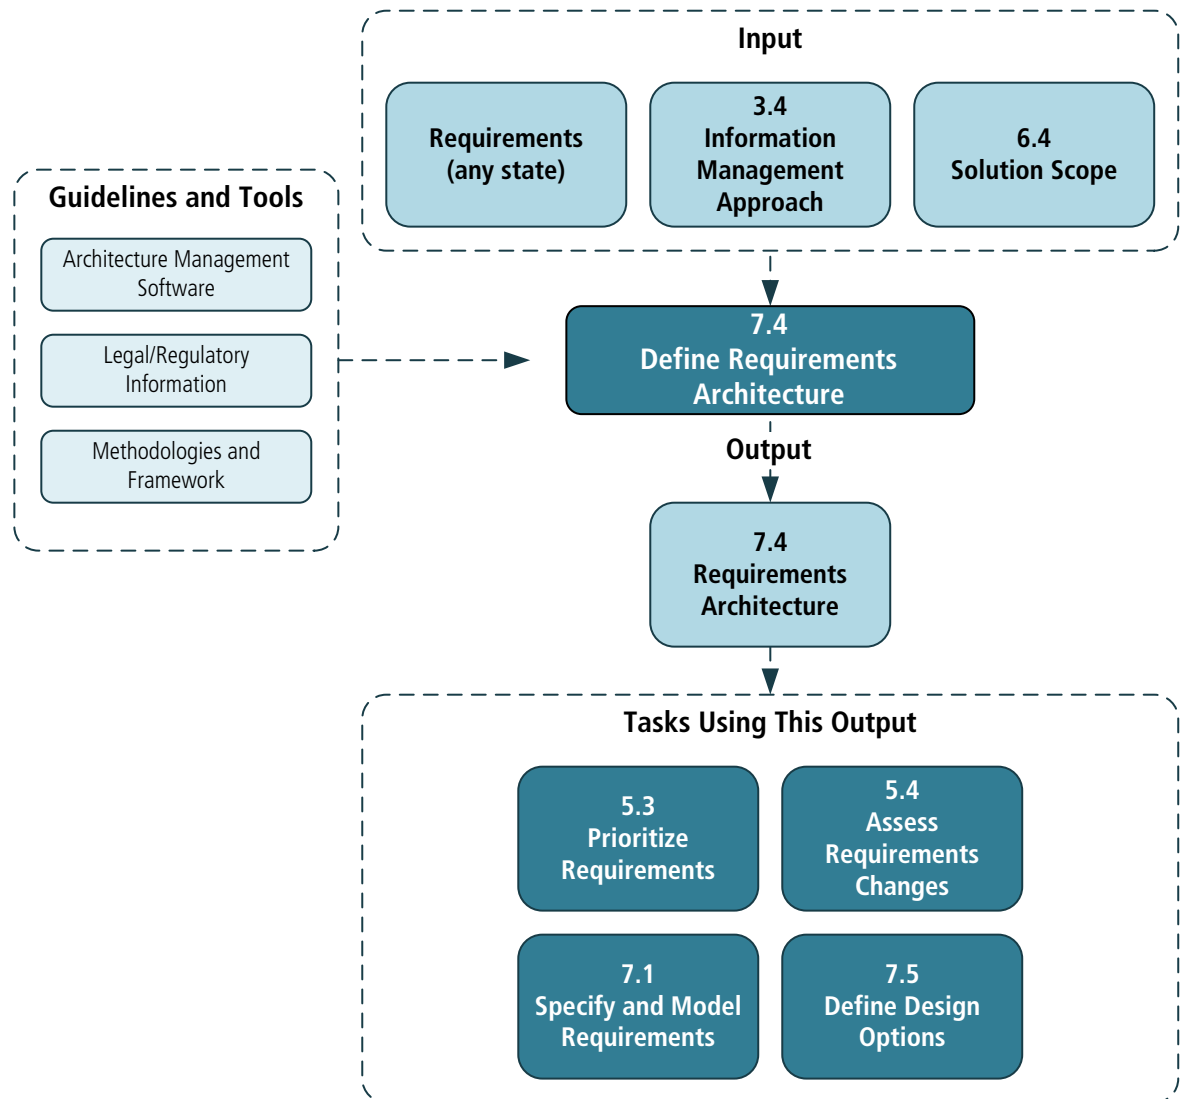 Input
Requirements
(any state)
3.4
Information
Management
Approach
6.4
Solution Scope
Guidelines and Tools
Architecture Management
Software
Legal/Regulatory
Information
Methodologies and
Framework
7.4
Define Requirements
Architecture
Output
7.4
Requirements
Architecture
Tasks Using This Output
5.3
Prioritize
Requirements
5.4
Assess
Requirements
Changes
7.1
Specify and Model
Requirements
7.5
Define Design
Options